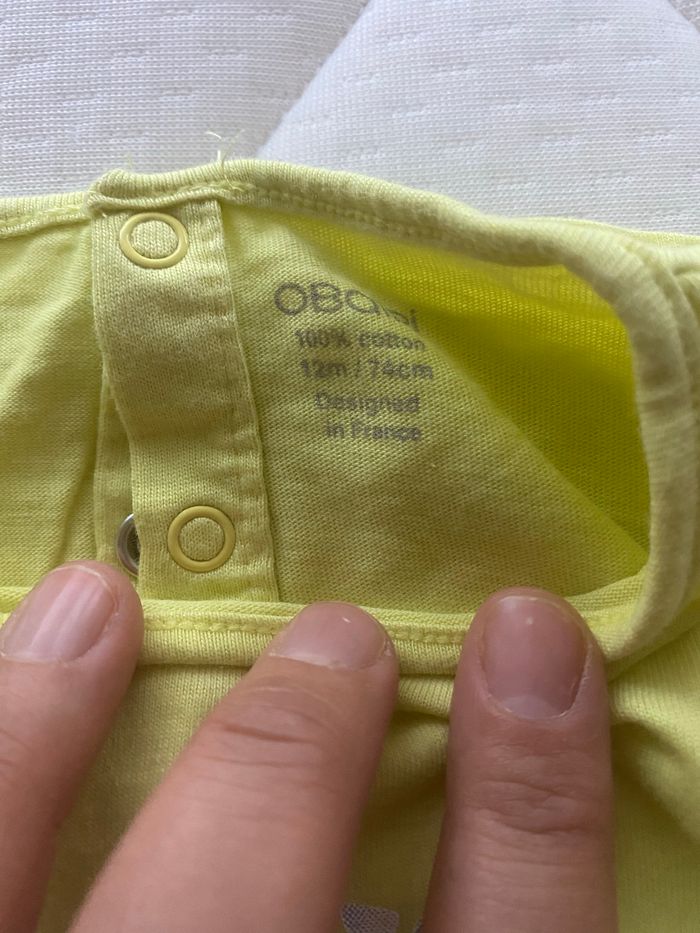 OBaibi
100% cotton
12m / 74cm
Designed
in France